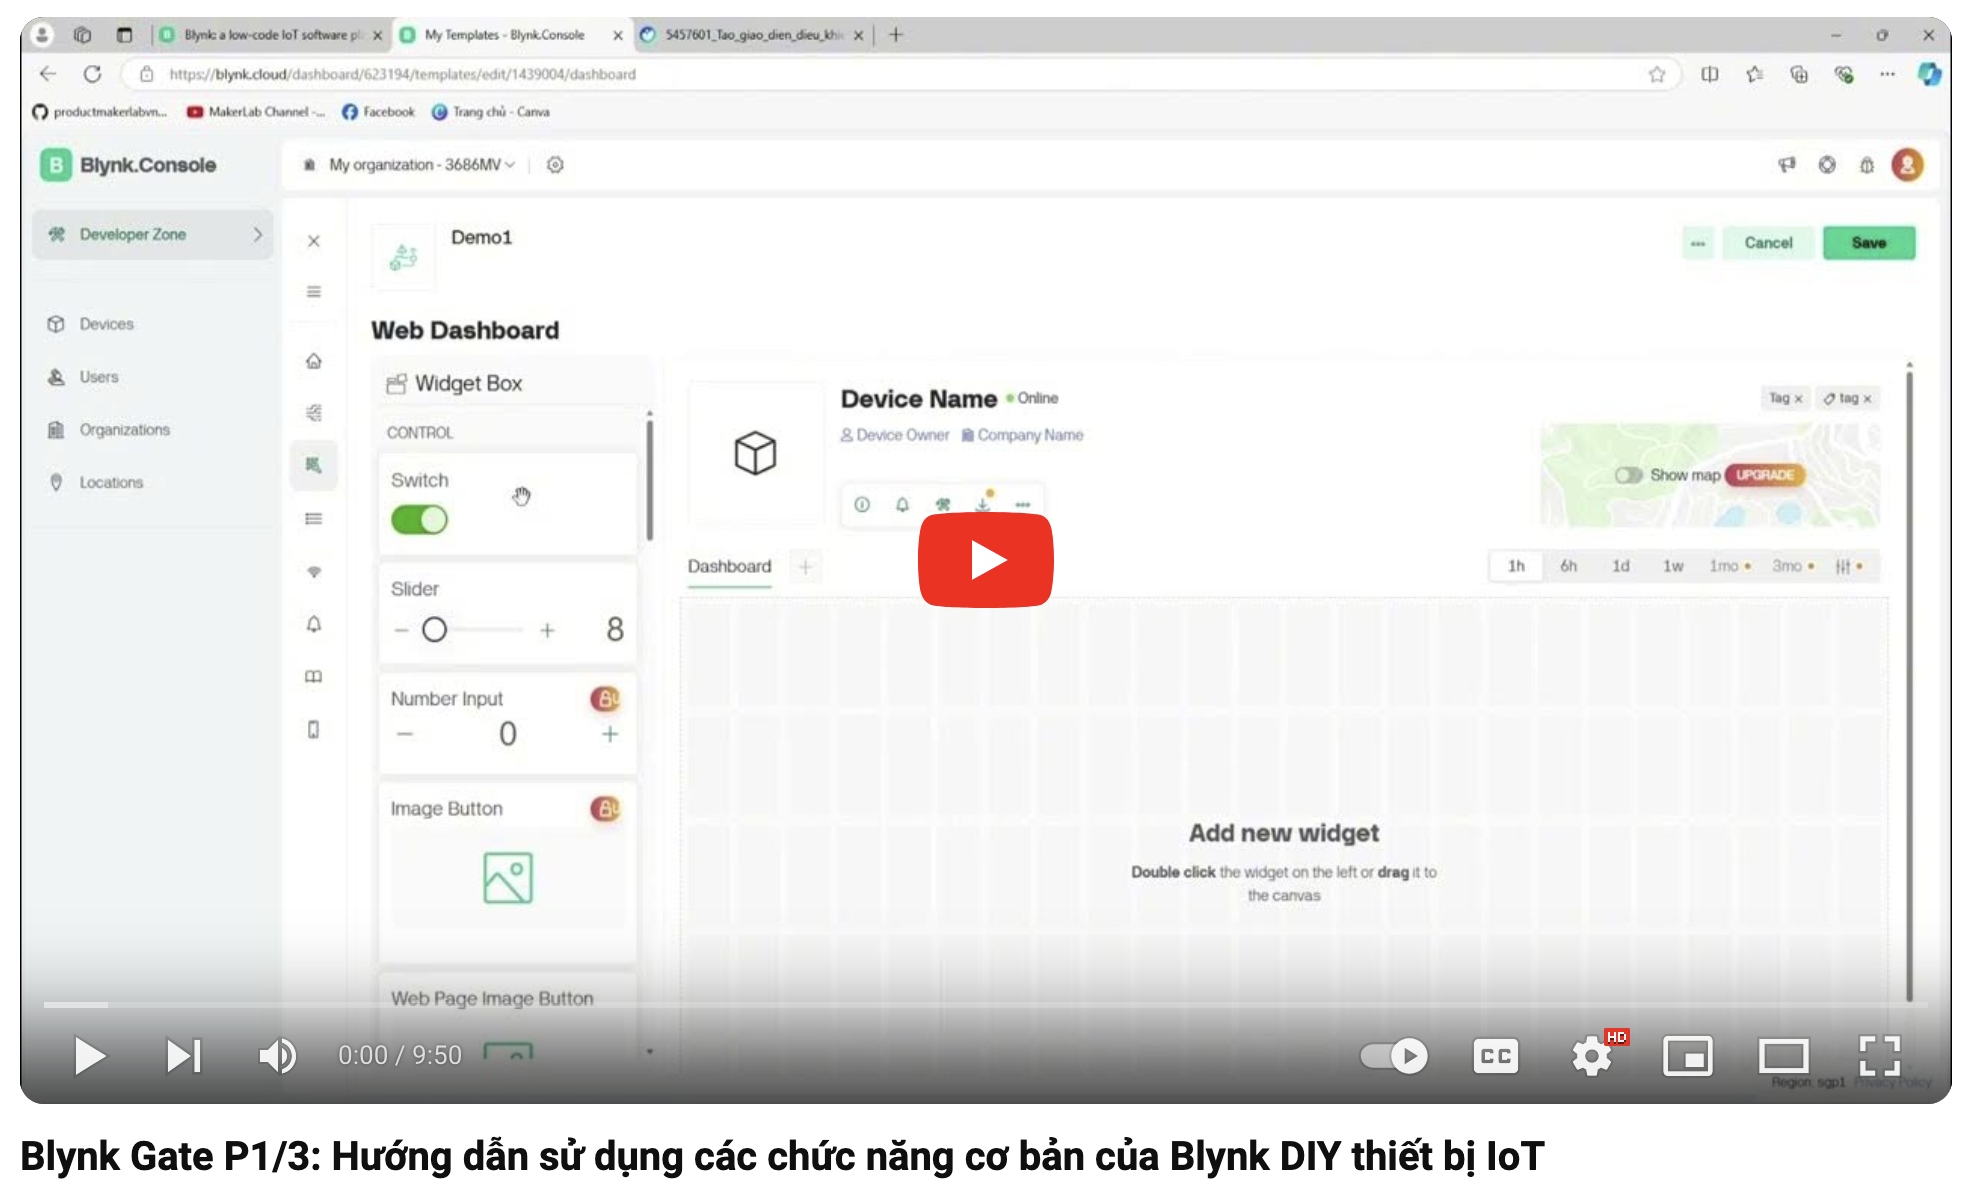 Blynk: a low-code IoT software pl
My Templates - Blynk.Console
5457601_Tao_giao_dien_dieu_khi
https://blynk.cloud/dashboard/623194/templates/edit/1439004/dashboard
productmakerlabvn...
MakerLab Channel -...
Facebook
Trang chủ - Canva
B
Blynk.Console
My organization - 3686MV
Developer Zone
Devices
Users
Organizations
Locations
Demo1
Cancel
Save
Web Dashboard
Widget Box
CONTROL
Switch
Slider
8
Number Input
0
Image Button
Web Page Image Button
Device Name
Online
Device Owner
Company Name
Tag ×
tag ×
Show map
UPGRADE
Dashboard
1h
6h
1d
1w
1mo
3mo
Add new widget
Double click the widget on the left or drag it to
the canvas
0:00 / 9:50
CC
HD
Region: sgp1
Privacy Policy
Blynk Gate P1/3: Hướng dẫn sử dụng các chức năng cơ bản của Blynk DIY thiết bị IoT